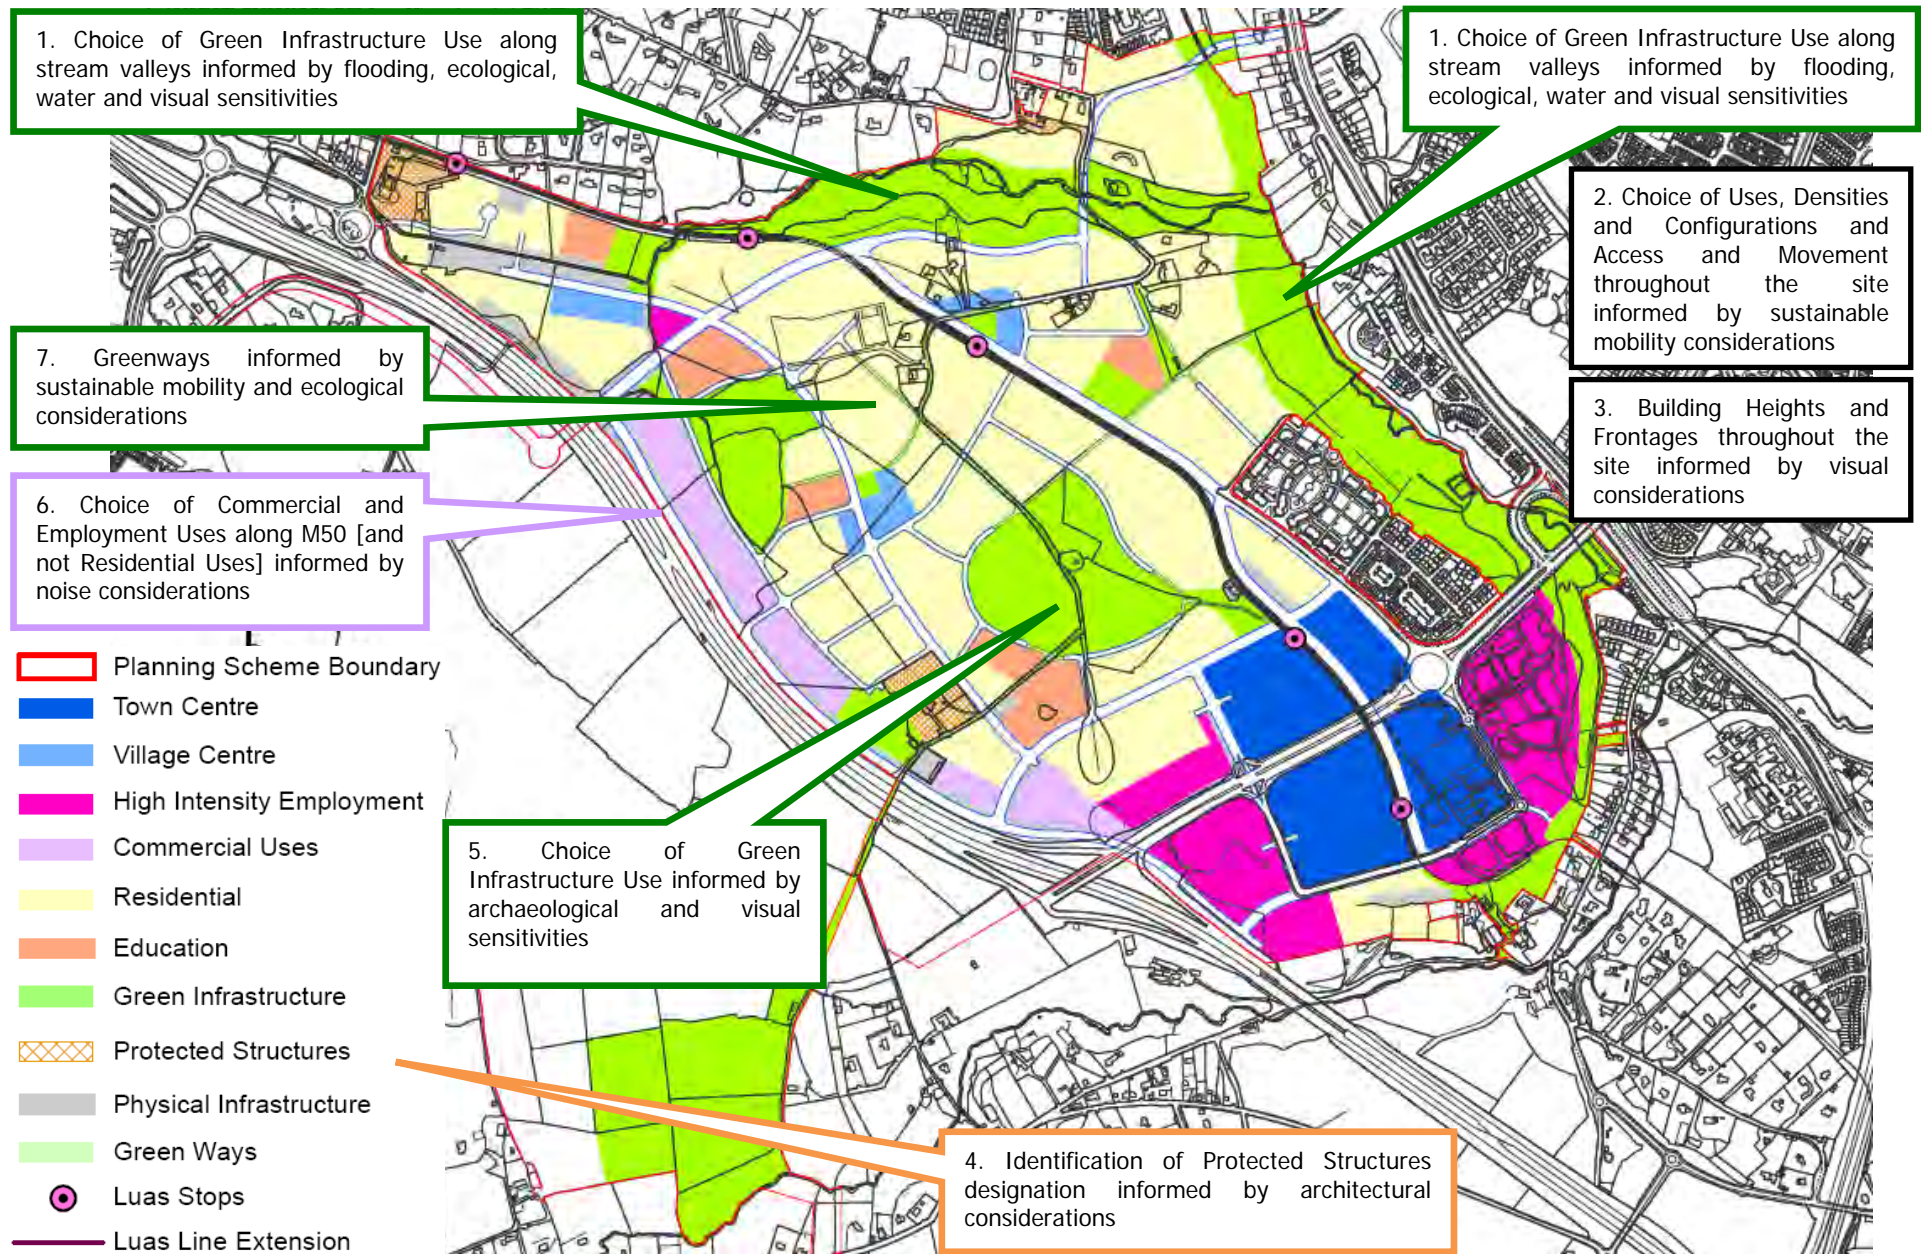 1. Choice of Green Infrastructure Use along
stream valleys informed by flooding, ecological,
water and visual sensitivities
1. Choice of Green Infrastructure Use along
stream valleys informed by flooding,
ecological, water and visual sensitivities
2. Choice of Uses, Densities
and Configurations and
Access and Movement
throughout the site
informed by sustainable
mobility considerations
3. Building Heights and
Frontages throughout the
site informed by visual
considerations
7. Greenways informed by
sustainable mobility and ecological
considerations
6. Choice of Commercial and
Employment Uses along M50 [and
not Residential Uses] informed by
noise considerations
5. Choice of Green
Infrastructure Use informed by
archaeological and visual
sensitivities
4. Identification of Protected Structures
designation informed by architectural
considerations
Planning Scheme Boundary
Town Centre
Village Centre
High Intensity Employment
Commercial Uses
Residential
Education
Green Infrastructure
Protected Structures
Physical Infrastructure
Green Ways
Luas Stops
Luas Line Extension